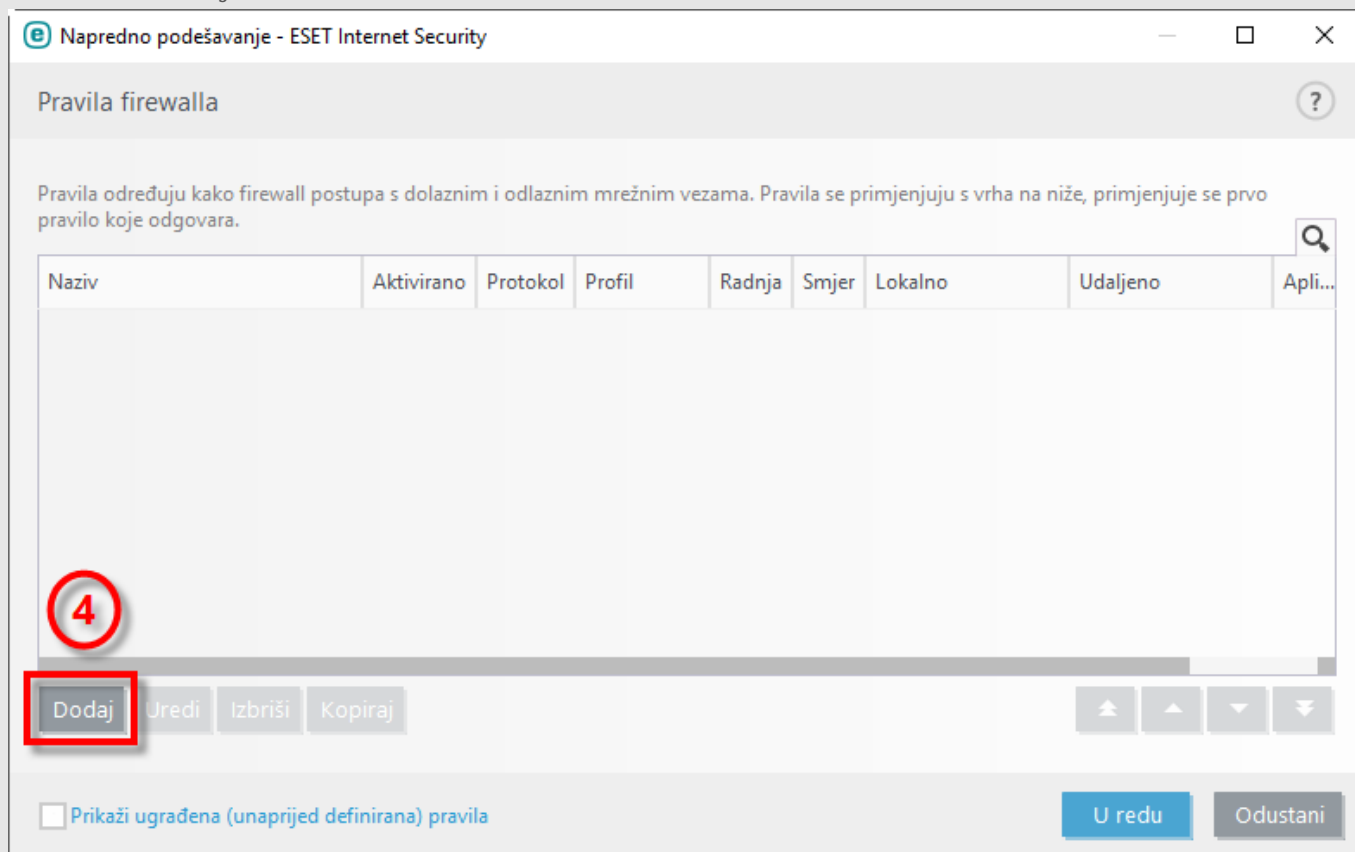 Napredno podešavanje - ESET Internet Security
Pravila firewalla
?
Pravila određuju kako firewall postupa s dolaznim i odlaznim mrežnim vezama. Pravila se primjenjuju s vrha na niže, primjenjuje se prvo
pravilo koje odgovara.
Naziv Aktivirano Protokol Profil Radnja Smjer Lokalno Udaljeno Apli...
4
Dodaj Uredi Izbriši Kopiraj
Prikaži ugrađena (unaprijed definirana) pravila
U redu Odustani